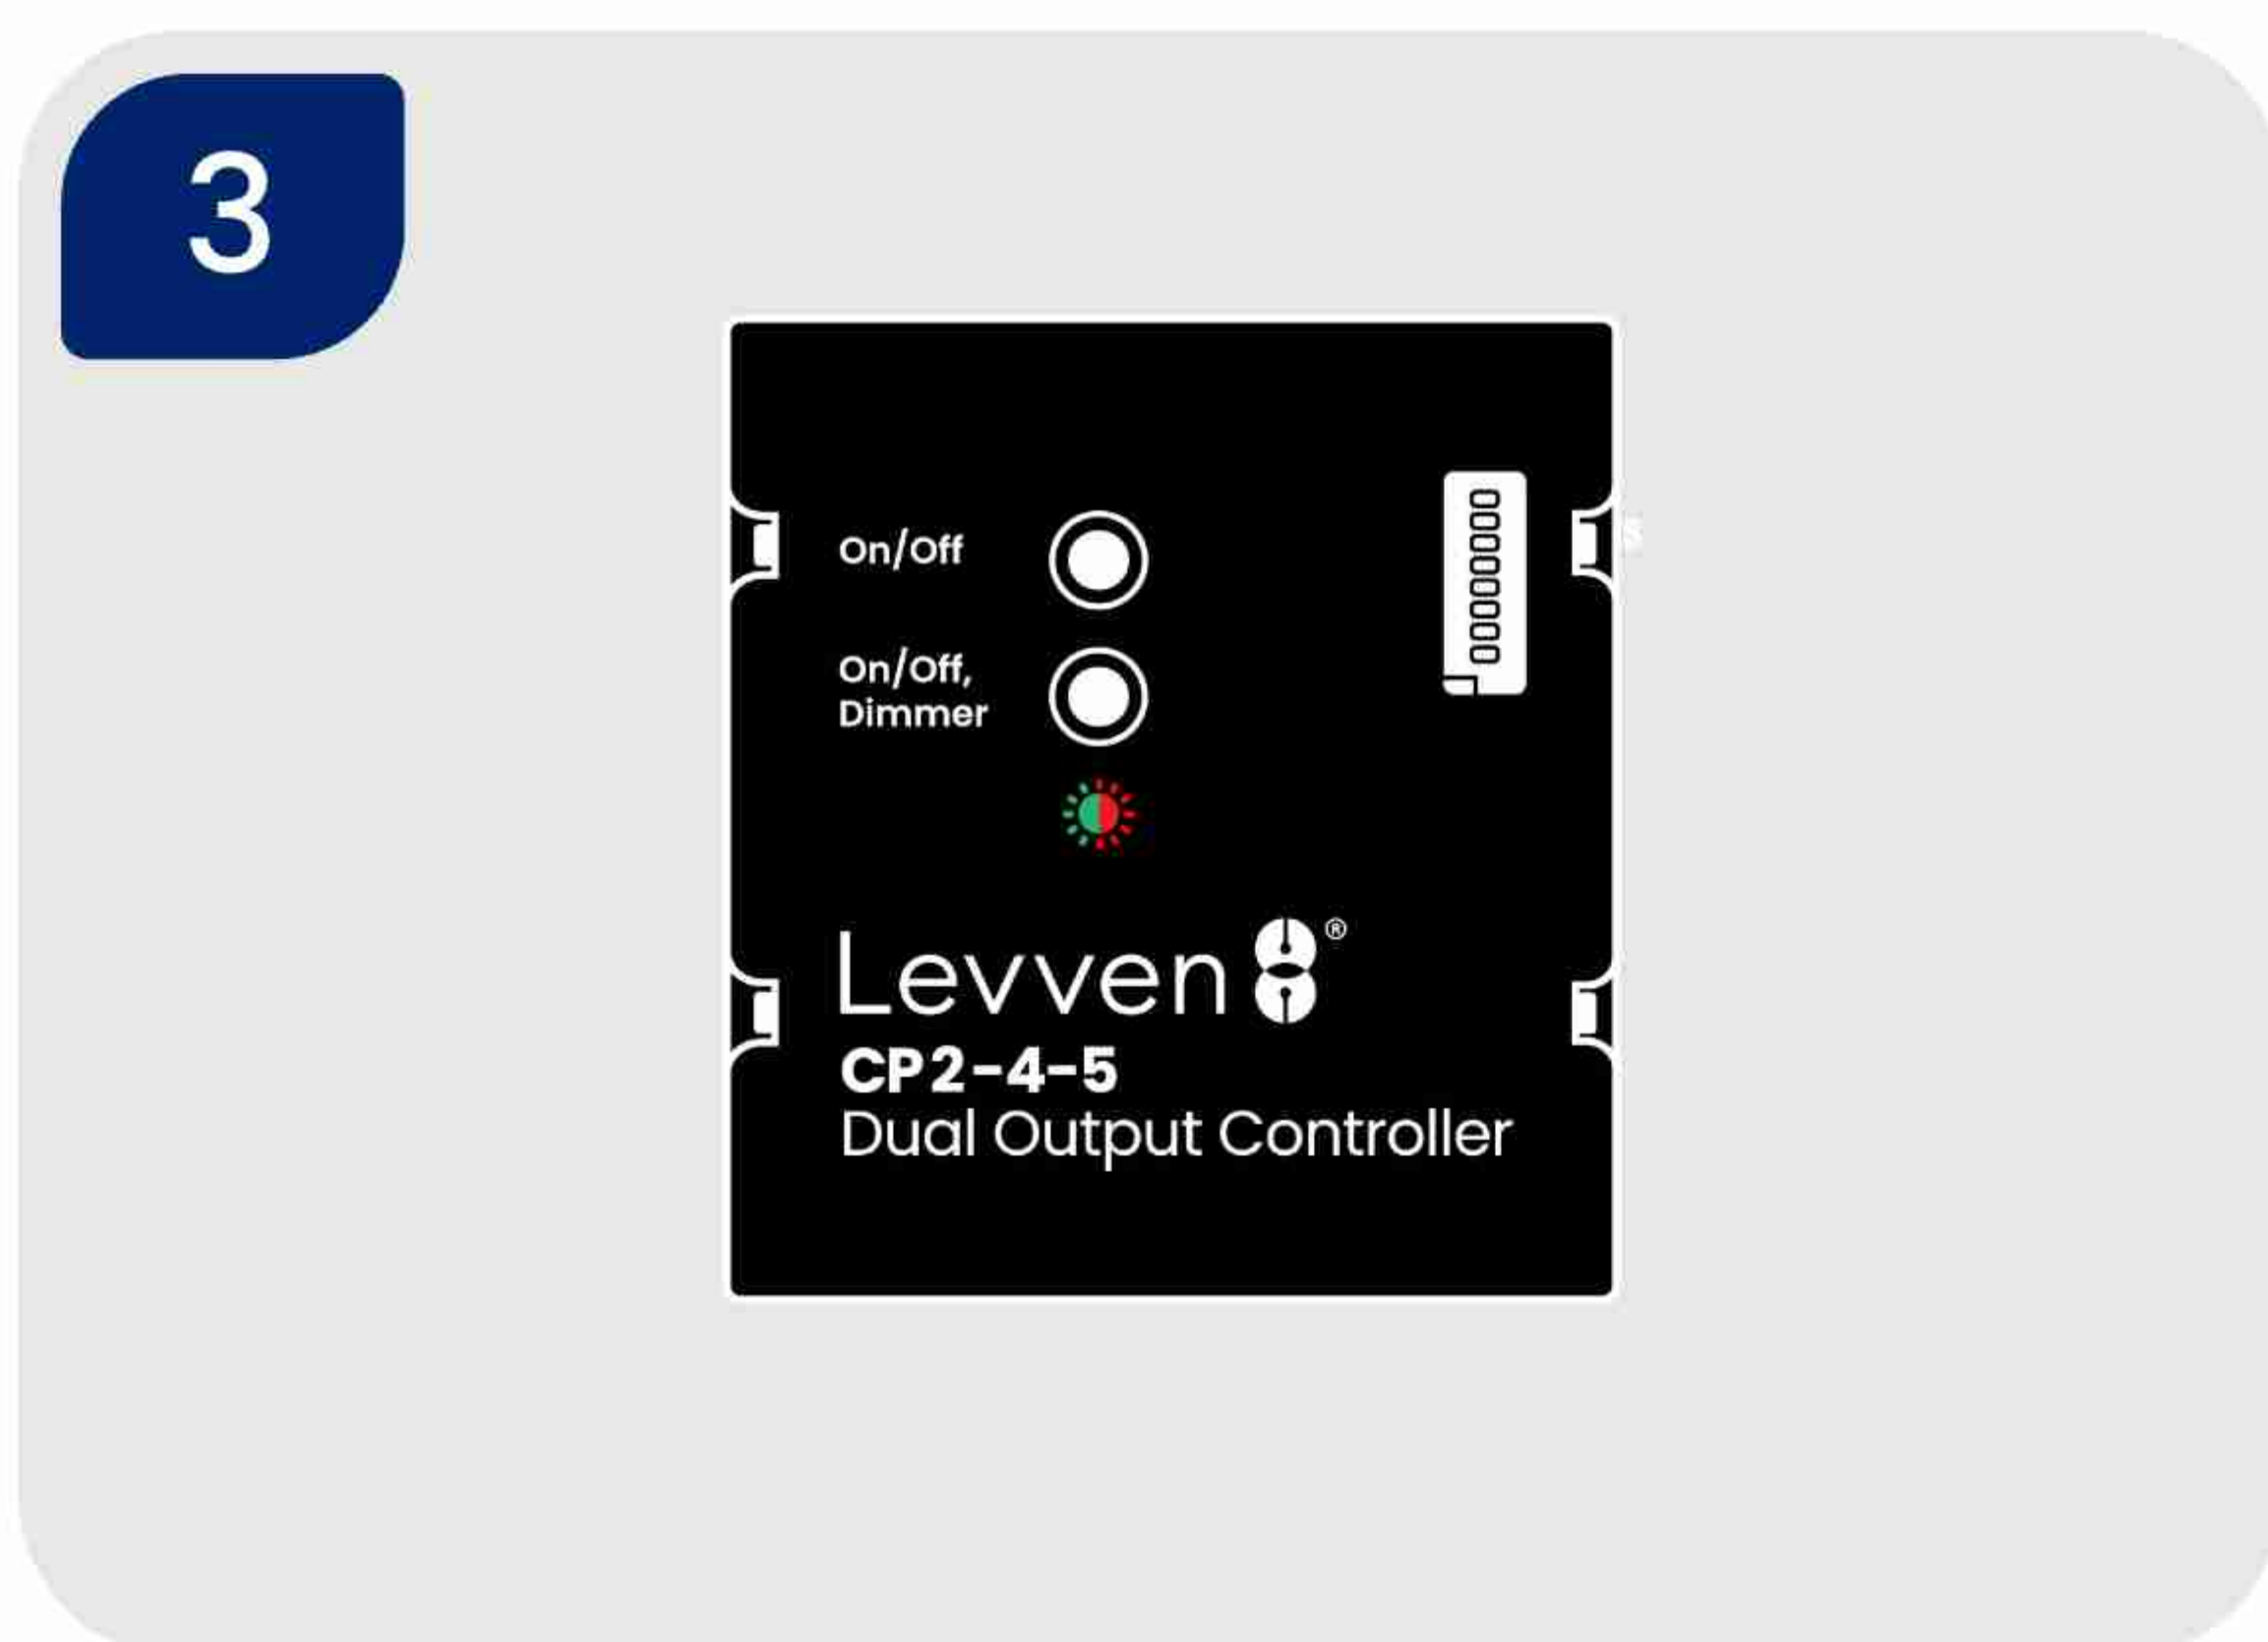 3
On/Off
On/Off,
Dimmer
Levven ®
CP2-4-5
Dual Output Controller